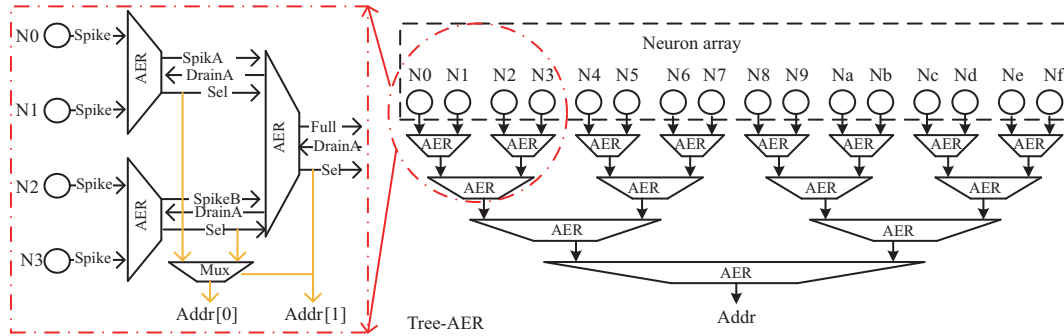 N0
Spike
AER
SpikA
DrainA
Sel
N1
Spike
AER
Full
DrainA
Sel
N2
Spike
AER
SpikeB
DrainA
Sel
N3
Spike
Mux
Addr[0]
Addr[1]
Neuron array
N0 N1 N2 N3 N4 N5 N6 N7 N8 N9 Na Nb Nc Nd Ne Nf
AER AER AER AER AER AER AER AER
AER AER AER AER
AER AER
AER
Addr
Tree-AER